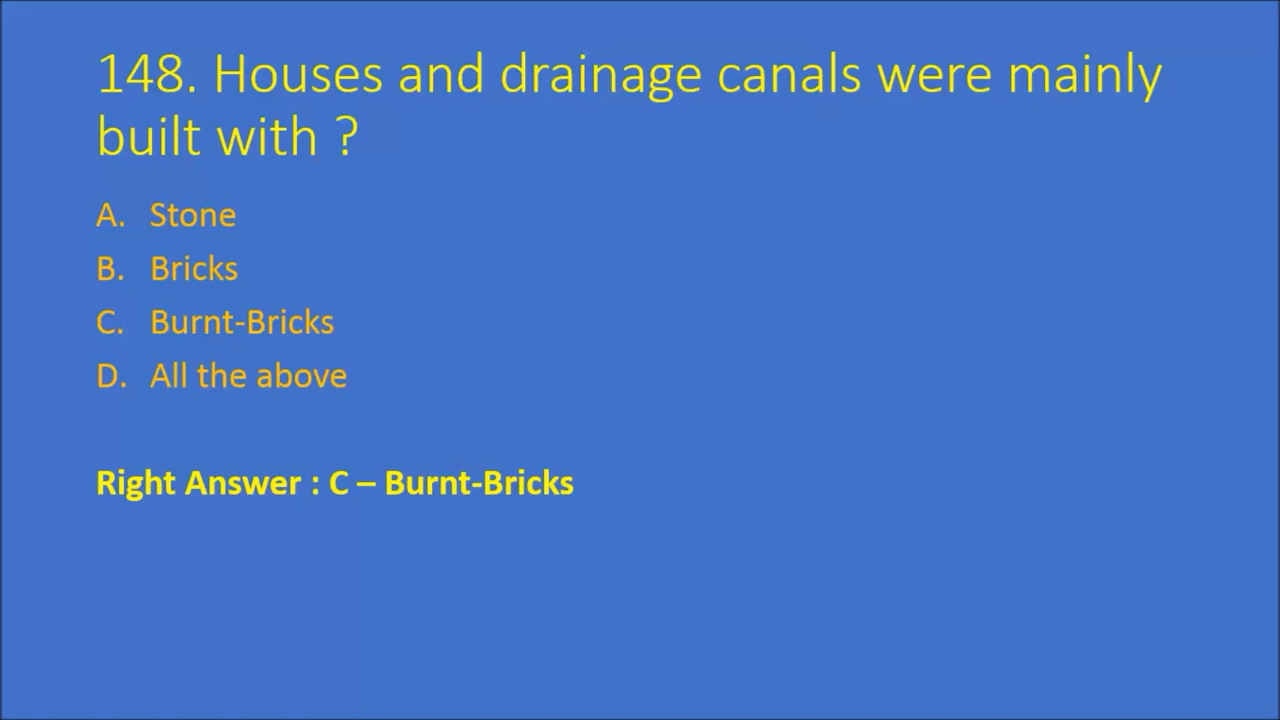 148. Houses and drainage canals were mainly
built with ?
A. Stone
B. Bricks
C. Burnt-Bricks
D. All the above
Right Answer : C – Burnt-Bricks